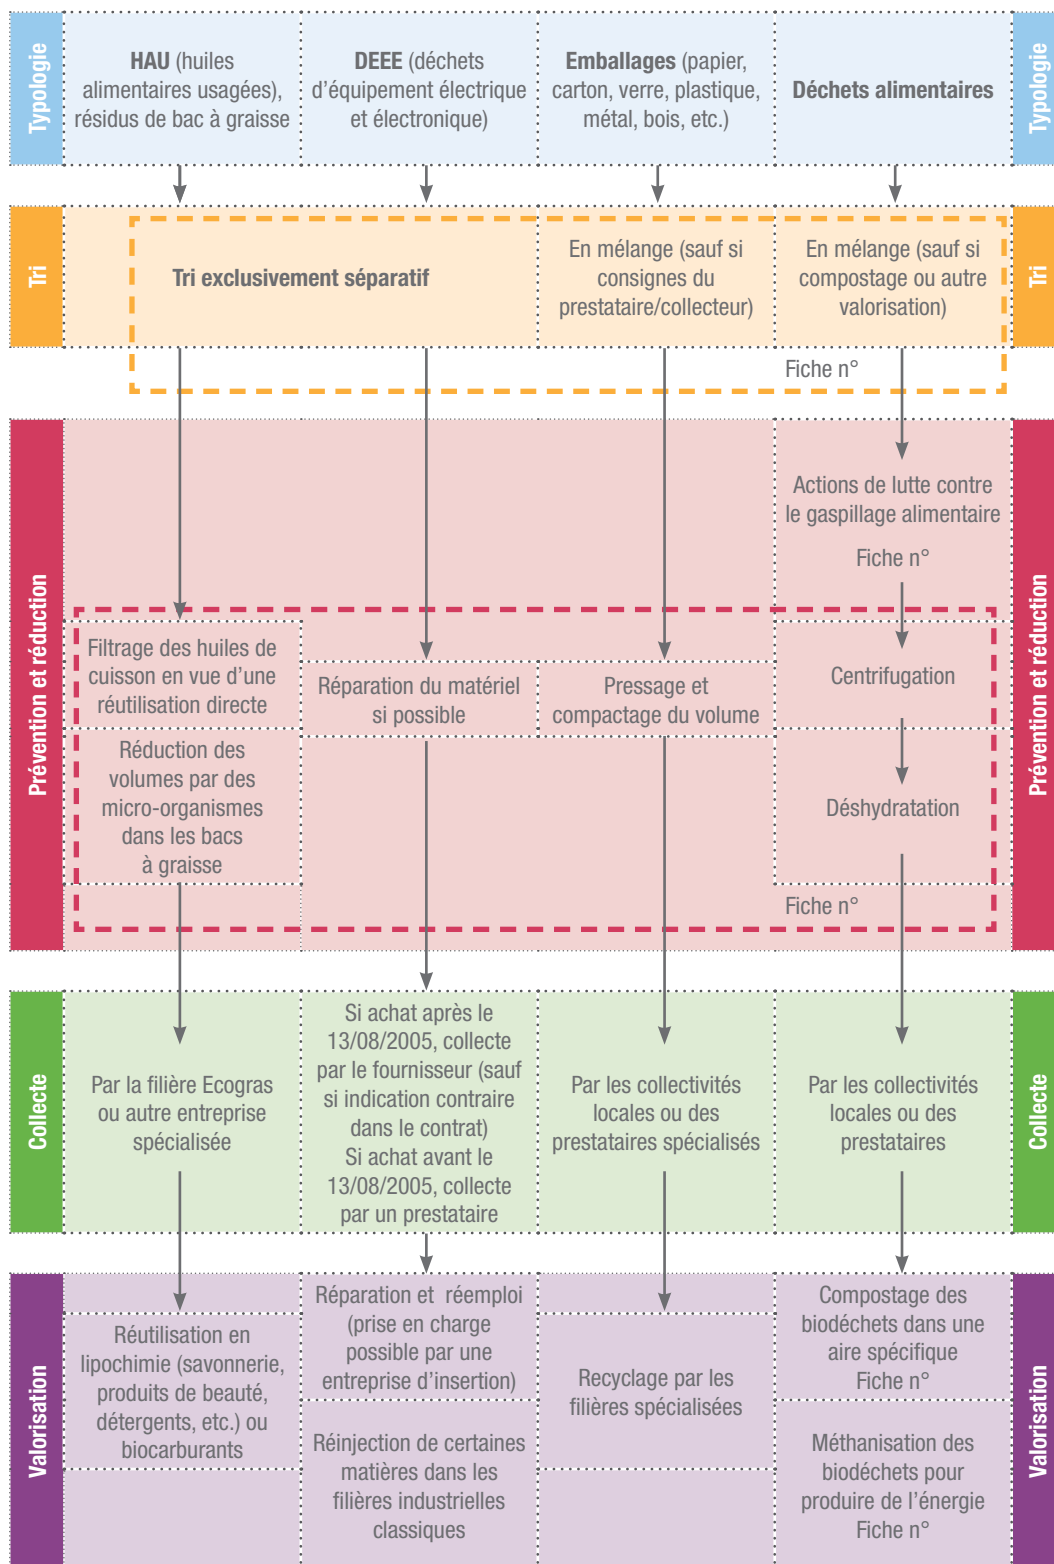 Typologie
HAU (huiles
alimentaires usagées),
résidus de bac à graisse
DEEE (déchets
d'équipement électrique
et électronique)
Emballages (papier,
carton, verre, plastique,
métal, bois, etc.)
Déchets alimentaires
Typologie
Tri
Tri exclusivement séparatif
En mélange (sauf si
consignes du
prestataire/collecteur)
En mélange (sauf si
compostage ou autre
valorisation)
Tri
Fiche n°
Prévention et réduction
Actions de lutte contre
le gaspillage alimentaire
Fiche n°
Filtrage des huiles de
cuisson en vue d'une
réutilisation directe
Réduction des
volumes par des
micro-organismes
dans les bacs
à graisse
Réparation du matériel
si possible
Pressage et
compactage du volume
Centrifugation
Déshydratation
Fiche n°
Prévention et réduction
Collecte
Par la filière Ecogras
ou autre entreprise
spécialisée
Si achat après le
13/08/2005, collecte
par le fournisseur (sauf
si indication contraire
dans le contrat)
Si achat avant le
13/08/2005, collecte
par un prestataire
Par les collectivités
locales ou des
prestataires spécialisés
Par les collectivités
locales ou des
prestataires
Collecte
Valorisation
Réutilisation en
lipochimie (savonnerie,
produits de beauté,
détergents, etc.) ou
biocarburants
Réparation et réemploi
(prise en charge
possible par une
entreprise d'insertion)
Réinjection de certaines
matières dans les
filières industrielles
classiques
Recyclage par les
filières spécialisées
Compostage des
biodéchets dans une
aire spécifique
Fiche n°
Méthanisation des
biodéchets pour
produire de l'énergie
Fiche n°
Valorisation